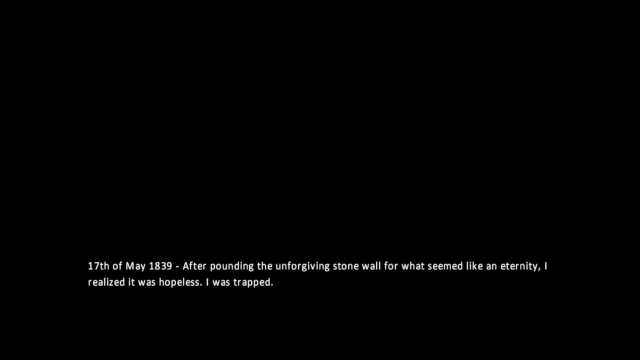 17th of May 1839 - After pounding the unforgiving stone wall for what seemed like an eternity, I
realized it was hopeless. I was trapped.